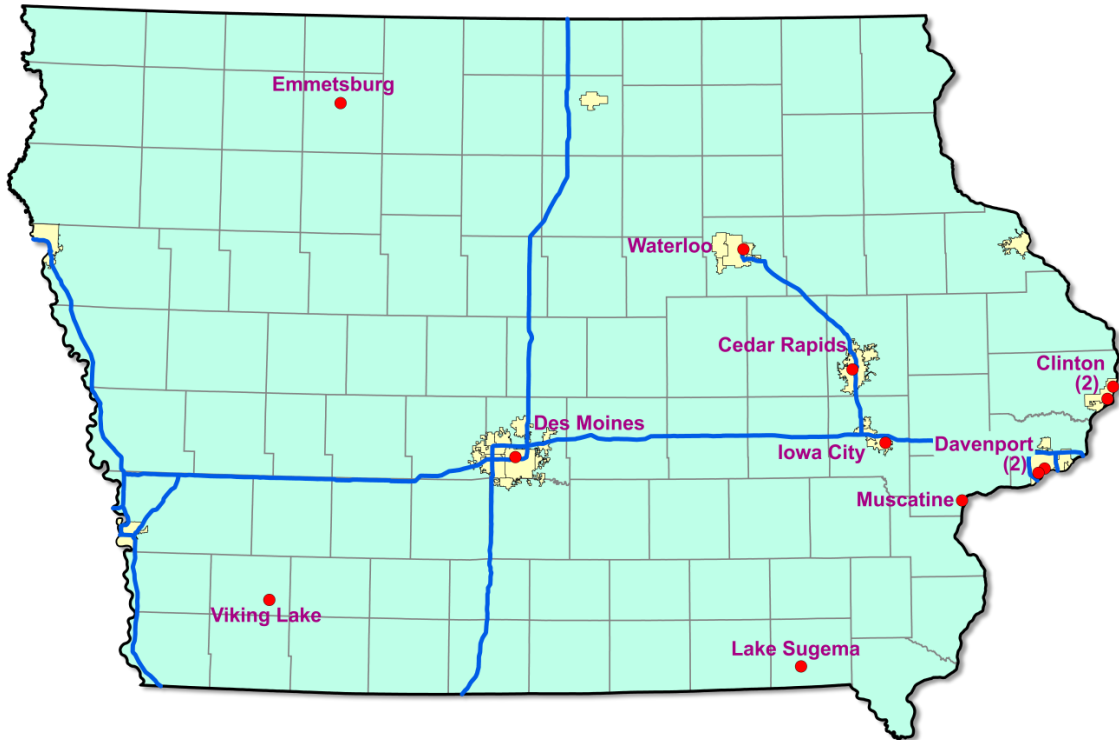 Emmetsburg
Waterloo
Cedar Rapids
Clinton
(2)
Des Moines
Iowa City
Davenport
(2)
Muscatine
Viking Lake
Lake Sugema